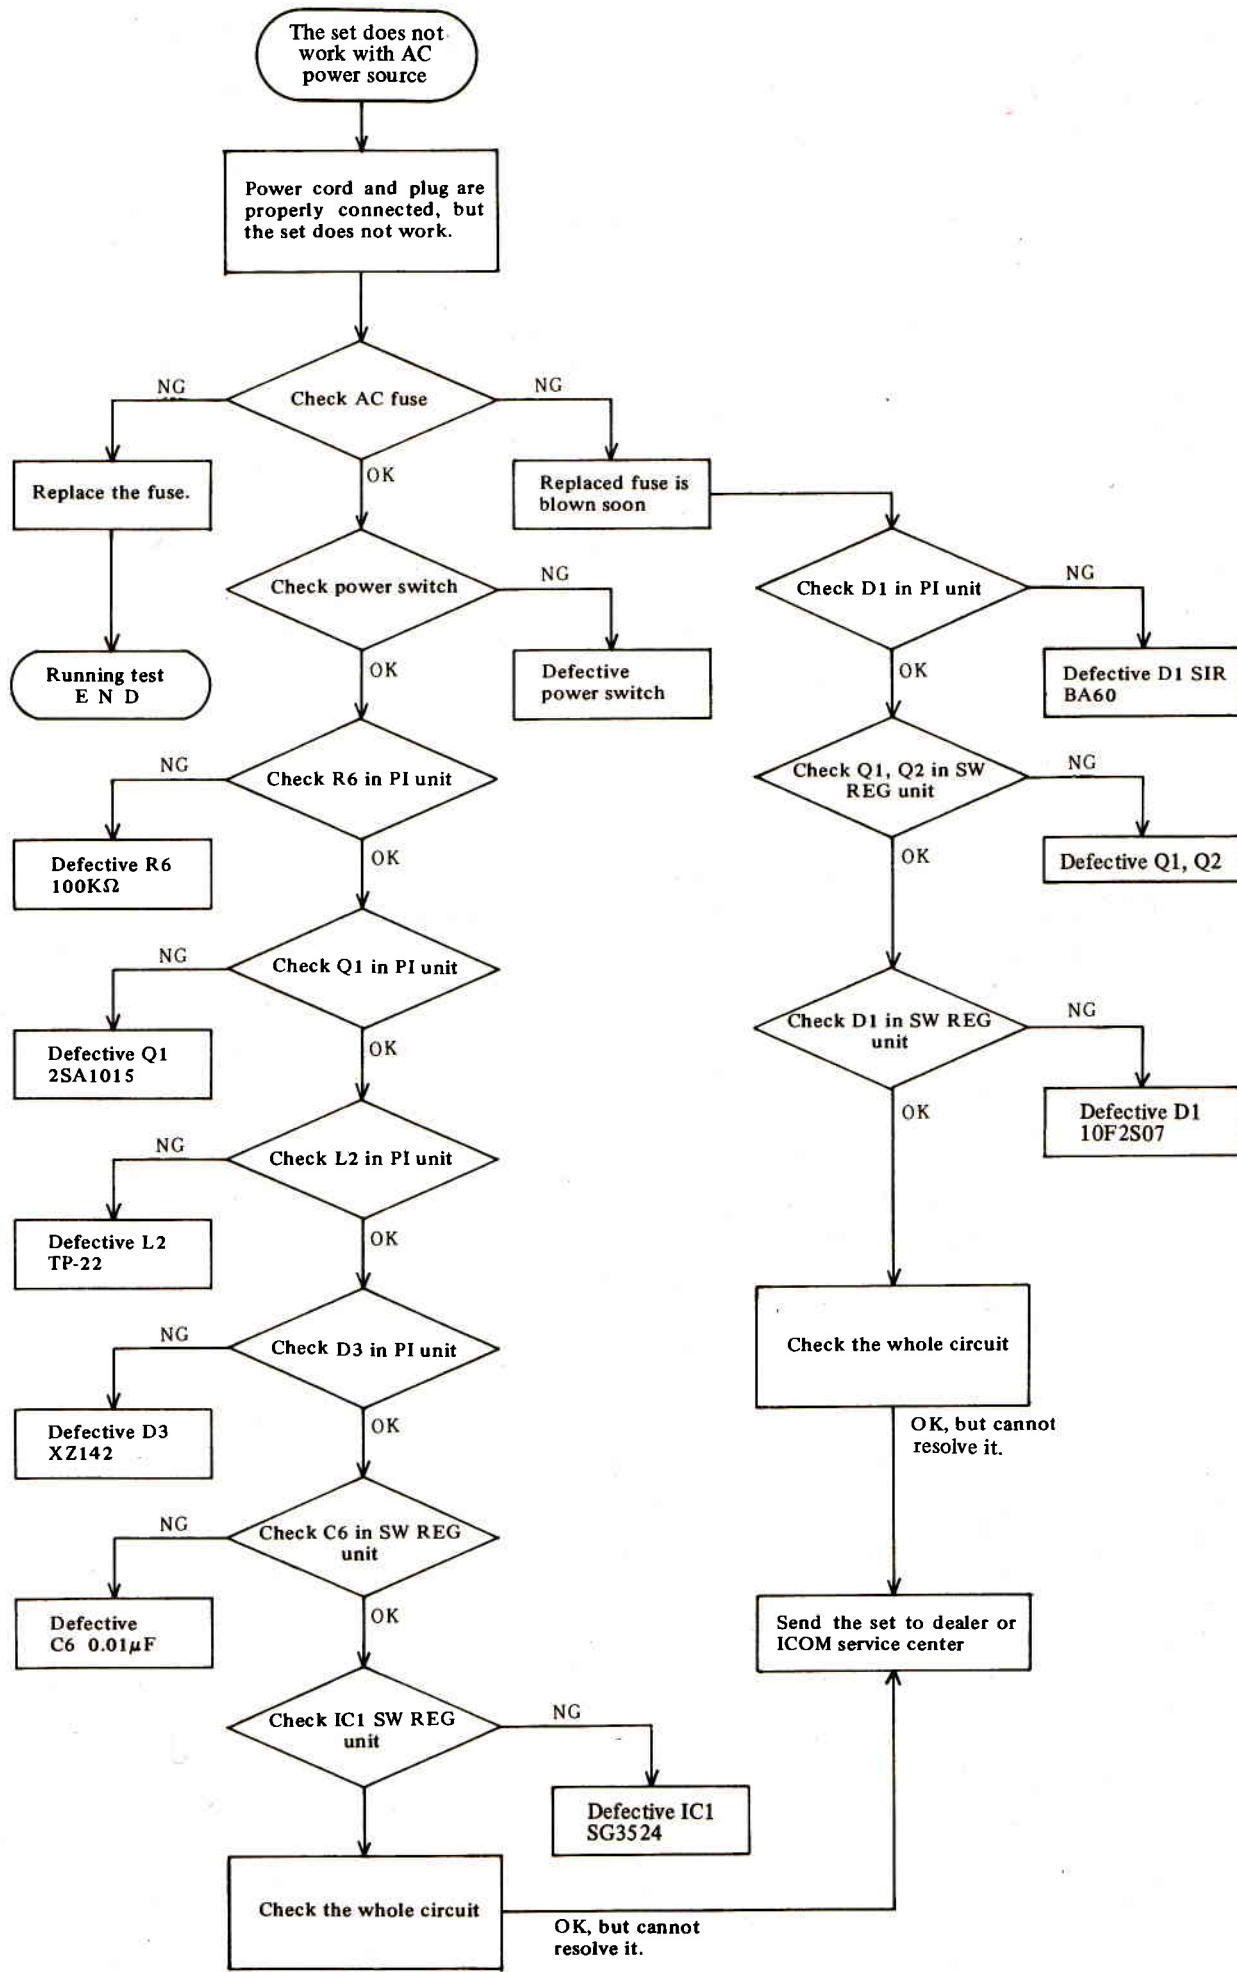 The set does not
work with AC
power source
Power cord and plug are
properly connected, but
the set does not work.
NG
Check AC fuse
NG
OK
Replace the fuse.
Replaced fuse is
blown soon
Running test
E N D
Check power switch
NG
OK
Defective
power switch
Check D1 in PI unit
NG
OK
Defective D1 SIR
BA60
NG
Check R6 in PI unit
OK
Defective R6
100KΩ
Check Q1, Q2 in SW
REG unit
NG
OK
Defective Q1, Q2
NG
Check Q1 in PI unit
OK
Defective Q1
2SA1015
Check D1 in SW REG
unit
NG
OK
Defective D1
10F2S07
NG
Check L2 in PI unit
OK
Defective L2
TP-22
NG
Check D3 in PI unit
OK
Defective D3
XZ142
Check the whole circuit
OK, but cannot
resolve it.
NG
Check C6 in SW REG
unit
OK
Defective
C6 0.01μF
Send the set to dealer or
ICOM service center
Check IC1 SW REG
unit
NG
Defective IC1
SG3524
Check the whole circuit
OK, but cannot
resolve it.